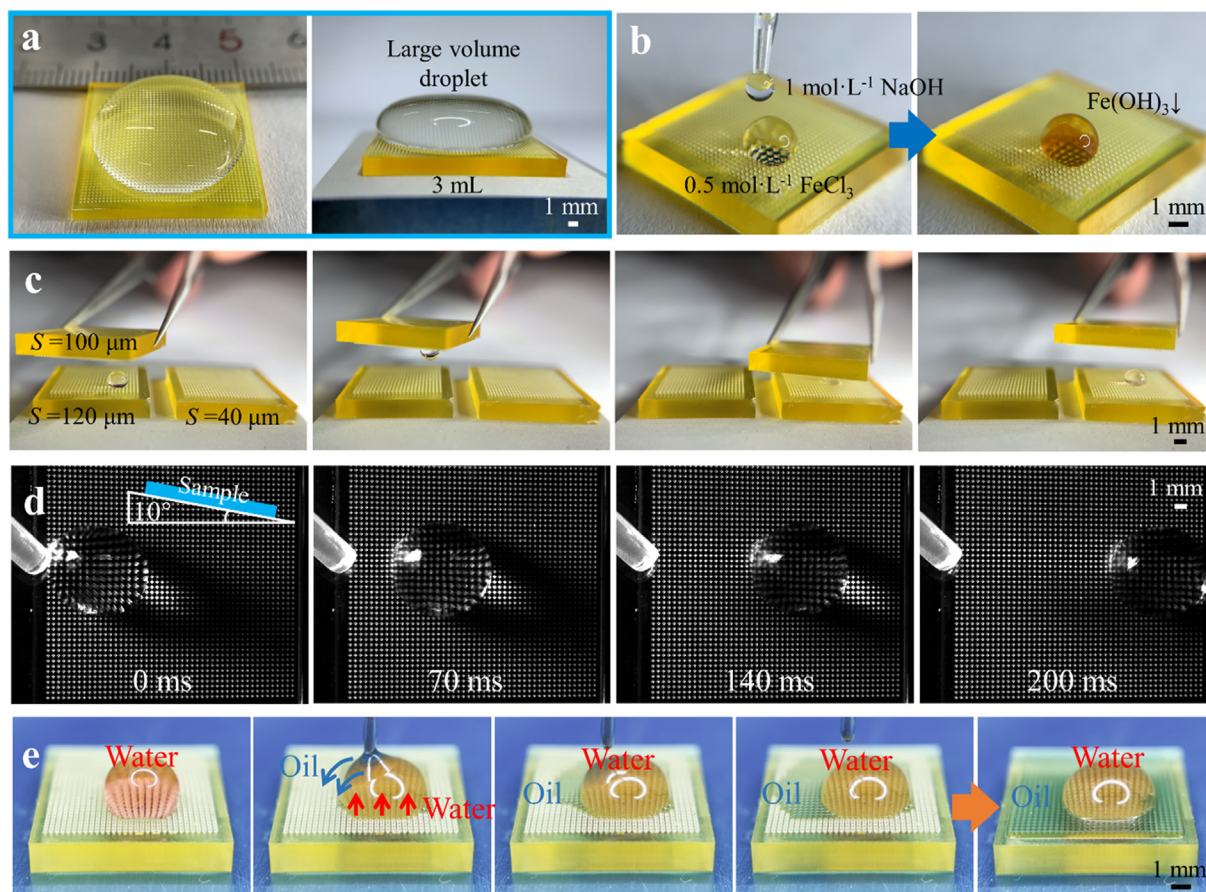 a
3 4 5 6
Large volume
droplet
3 mL
1 mm
b
1 mol·L⁻¹ NaOH
0.5 mol·L⁻¹ FeCl₃
Fe(OH)₃↓
1 mm
c
S =100 μm
S =120 μm
S =40 μm
1 mm
d
Sample
10°
0 ms
70 ms
140 ms
1 mm
200 ms
e
Water
Oil
Water
Water
Oil
Water
Oil
Water
Oil
1 mm